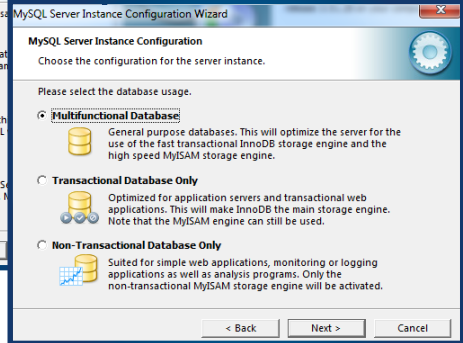 MySQL Server Instance Configuration Wizard
MySQL Server Instance Configuration
Choose the configuration for the server instance.
Please select the database usage.
Multifunctional Database
General purpose databases. This will optimize the server for the
use of the fast transactional InnoDB storage engine and the
high speed MyISAM storage engine.
Transactional Database Only
Optimized for application servers and transactional web
applications. This will make InnoDB the main storage engine.
Note that the MyISAM engine can still be used.
Non-Transactional Database Only
Suited for simple web applications, monitoring or logging
applications as well as analysis programs. Only the
non-transactional MyISAM storage engine will be activated.
< Back
Next >
Cancel